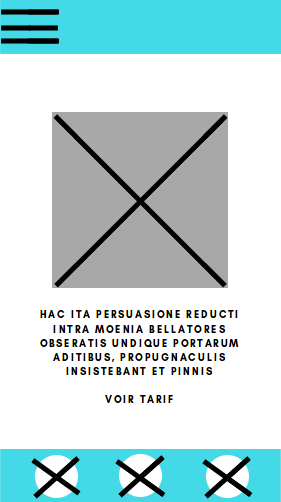 HAC ITA PERSUASIONE REDUCTI
INTRA MOENIA BELLATORES
OBSERATIS UNDIQUE PORTARUM
ADITIBUS, PROPUGNACULIS
INSISTEBANT ET PINNIS
VOIR TARIF